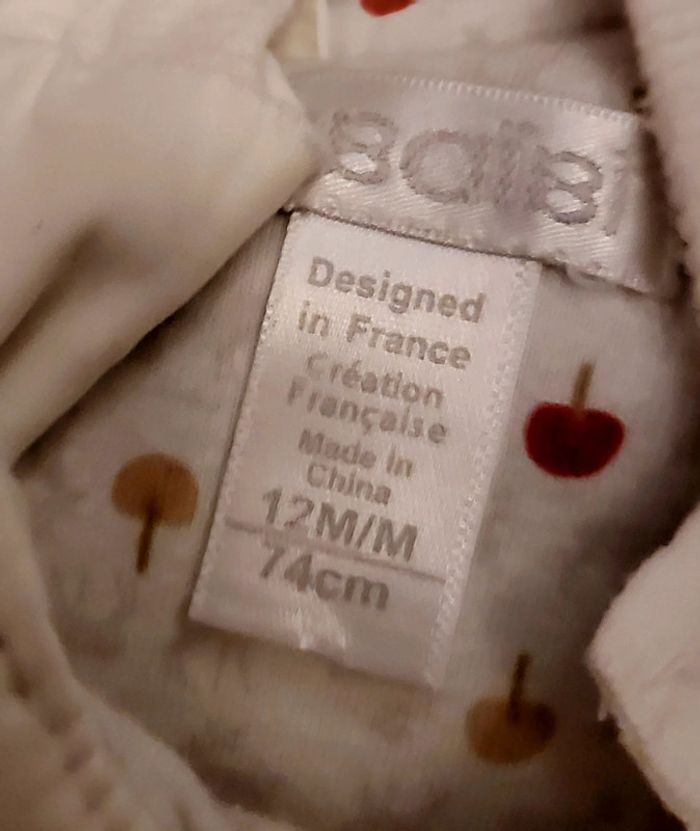 Designed
in France
Création
Française
Made in
China
12M/M
74cm